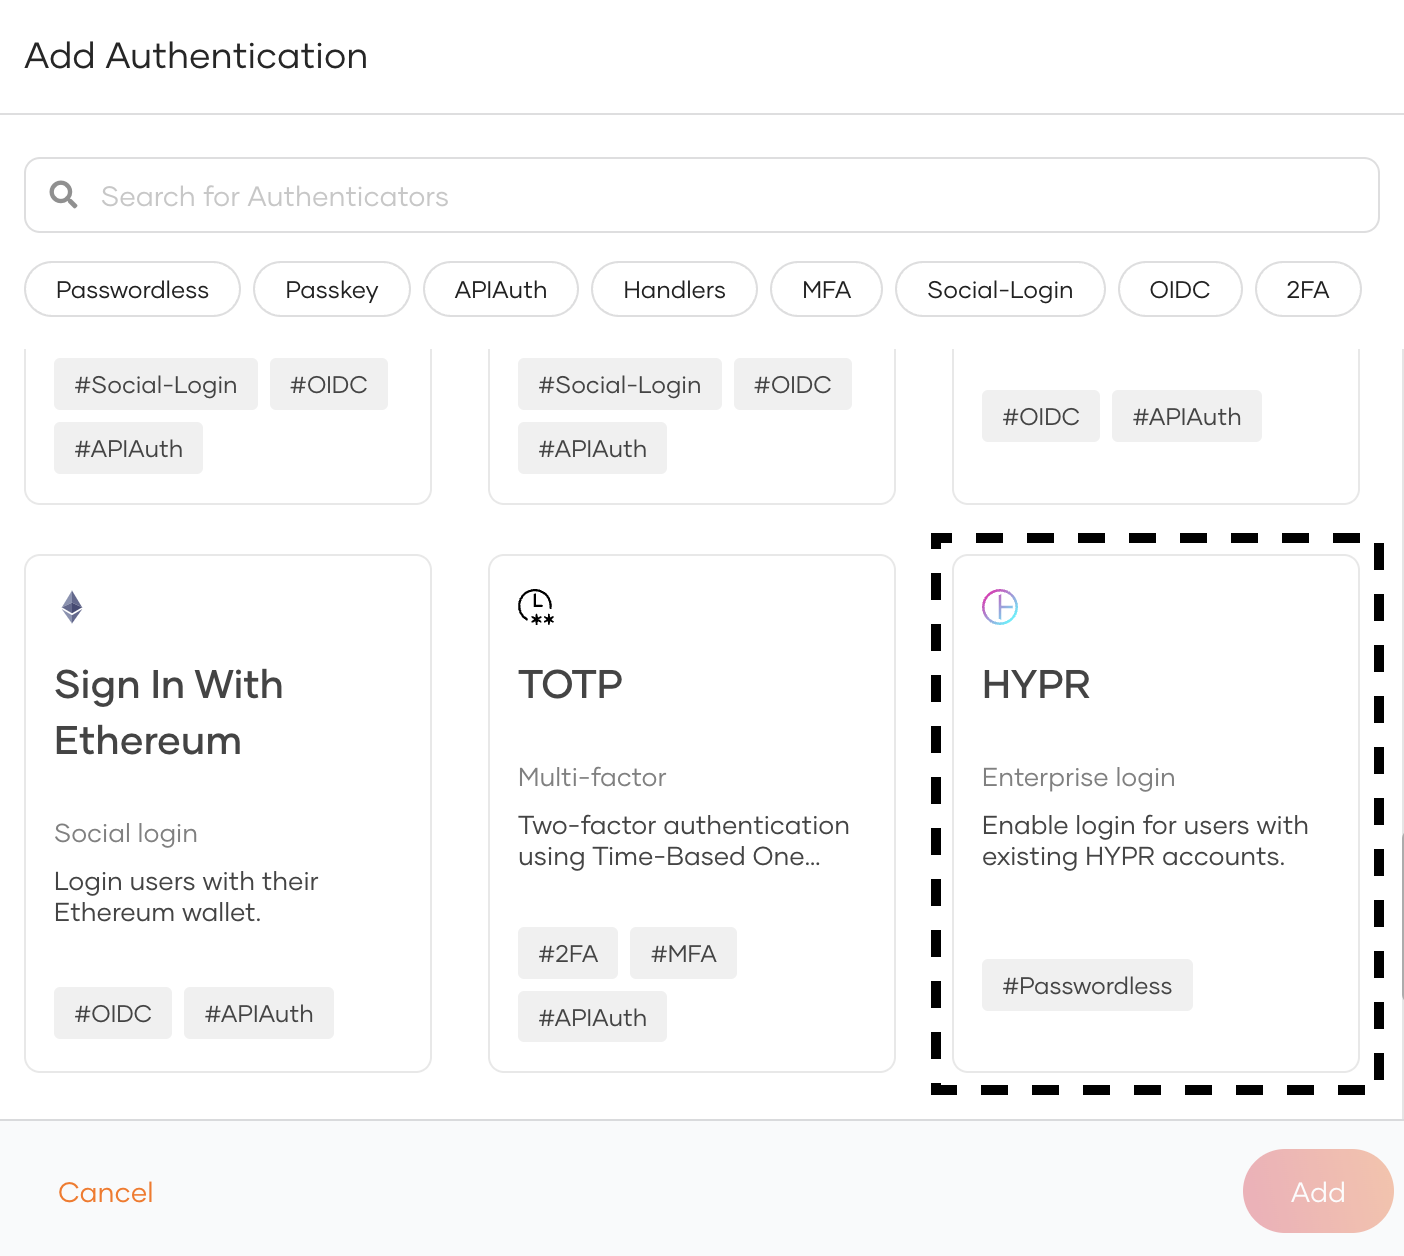 Add Authentication
Search for Authenticators
Passwordless Passkey APIAuth Handlers MFA Social-Login OIDC 2FA
#Social-Login #OIDC
#APIAuth
#Social-Login #OIDC
#APIAuth
#OIDC #APIAuth
Sign In With
Ethereum
Social login
Login users with their
Ethereum wallet.
#OIDC #APIAuth
TOTP
Multi-factor
Two-factor authentication
using Time-Based One...
#2FA #MFA
#APIAuth
HYPR
Enterprise login
Enable login for users with
existing HYPR accounts.
#Passwordless
Cancel
Add